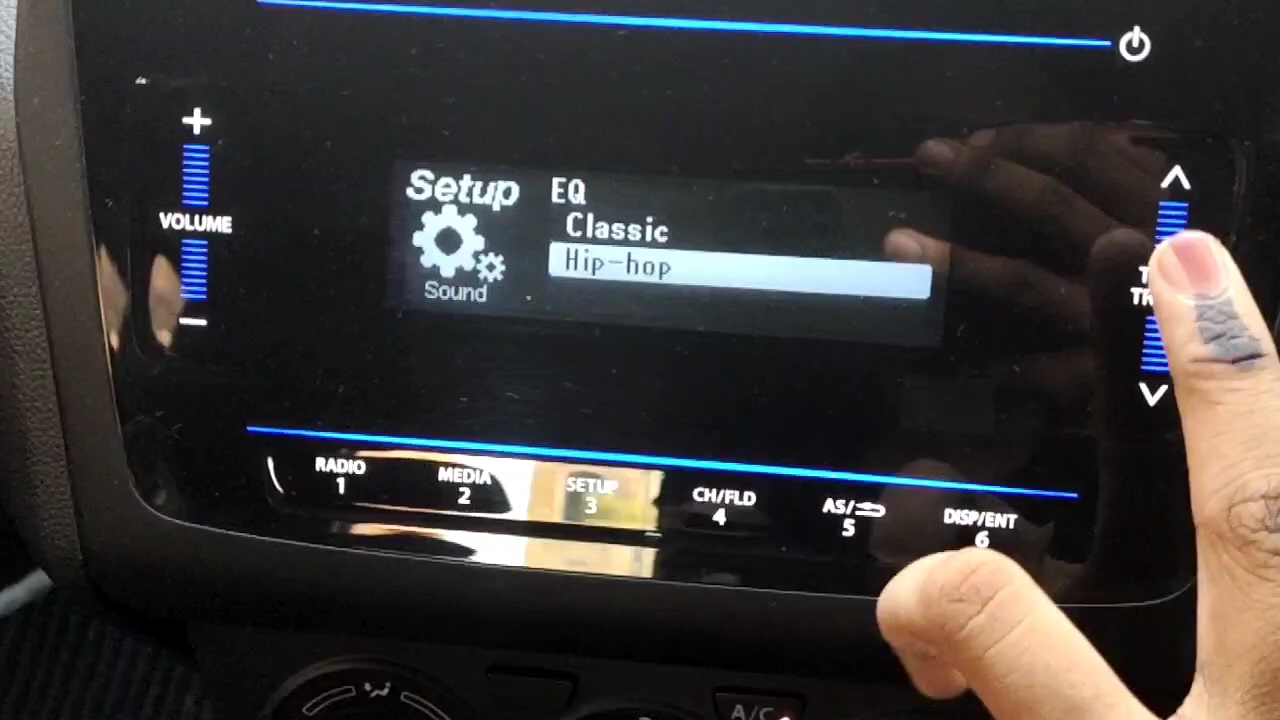 +
VOLUME
−
Setup
Sound
EQ
Classic
Hip-hop
RADIO
1
MEDIA
2
SETUP
3
CH/FLD
4
AS/
5
DISP/ENT
6
A/C